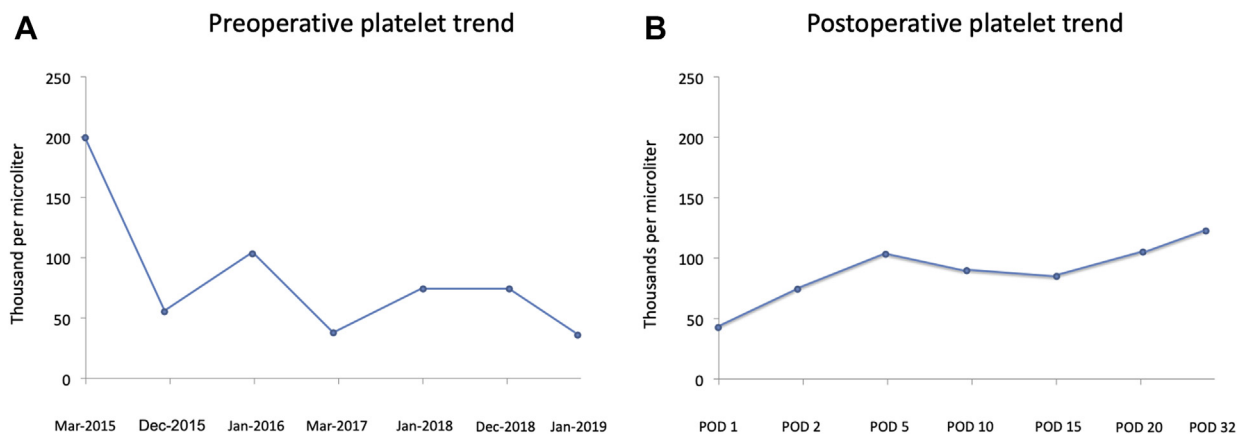 A
Preoperative platelet trend
Thousand per microliter
250
200
150
100
50
0
Mar-2015 Dec-2015 Jan-2016 Mar-2017 Jan-2018 Dec-2018 Jan-2019
B
Postoperative platelet trend
Thousands per microliter
250
200
150
100
50
0
POD 1 POD 2 POD 5 POD 10 POD 15 POD 20 POD 32